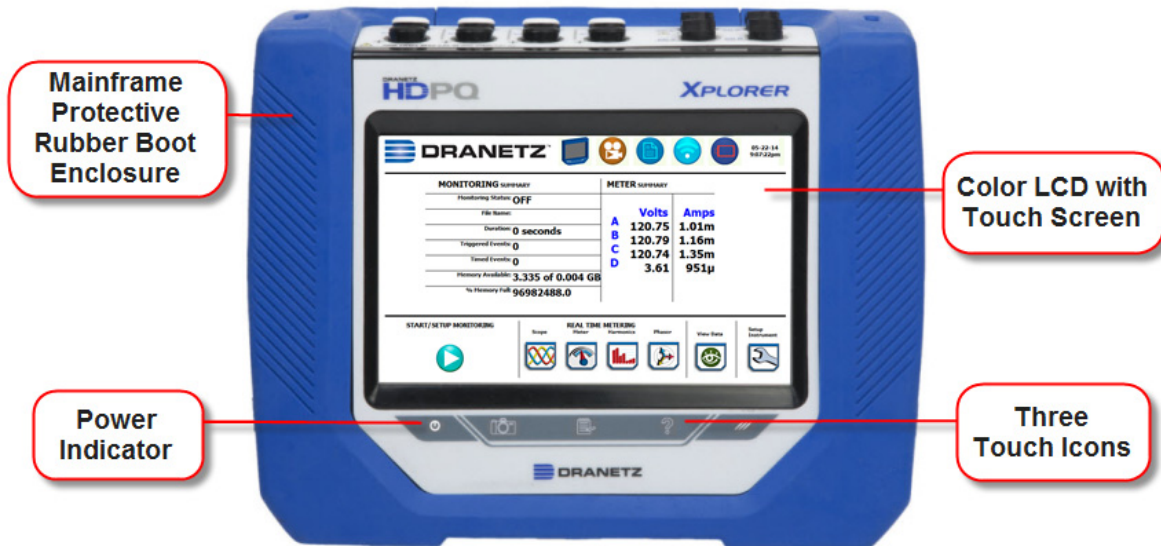 Mainframe
Protective
Rubber Boot
Enclosure
DRANETZ
HDPQ
XPLORER
DRANETZ
05-22-14
9:07:22pm
MONITORING SUMMARY
Monitoring Status: OFF
File Name:
Duration: 0 seconds
Triggered Events: 0
Timed Events: 0
Memory Available: 3.335 of 0.004 GB
% Memory Full: 96982488.0
METER SUMMARY
Volts Amps
A 120.75 1.01m
B 120.79 1.16m
C 120.74 1.35m
D 3.61 951µ
Color LCD with
Touch Screen
START/SETUP MONITORING
REAL TIME METERING
Scope Meter Harmonics Phasor
View Data
Setup
Instrument
Power
Indicator
Three
Touch Icons
DRANETZ